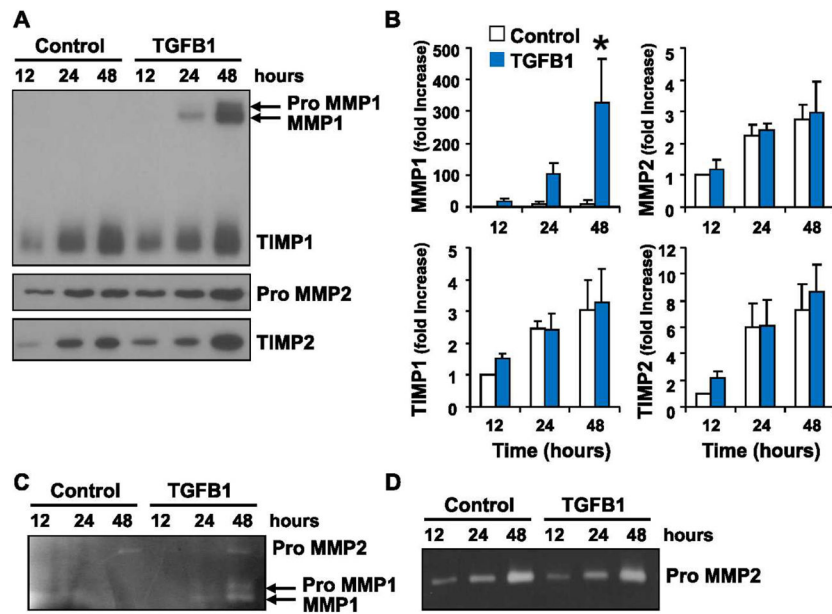 A
Control TGFB1
12 24 48 12 24 48 hours
Pro MMP1
MMP1
TIMP1
Pro MMP2
TIMP2
B
Control
TGFB1
MMP1 (fold Increase)
500
400
300
200
100
0
*
12 24 48
MMP2 (fold Increase)
5
4
3
2
1
0
12 24 48
TIMP1 (fold Increase)
5
4
3
2
1
0
12 24 48
Time (hours)
TIMP2 (fold Increase)
12
10
8
6
4
2
0
12 24 48
Time (hours)
C
Control TGFB1
12 24 48 12 24 48 hours
Pro MMP2
Pro MMP1
MMP1
D
Control TGFB1
12 24 48 12 24 48 hours
Pro MMP2